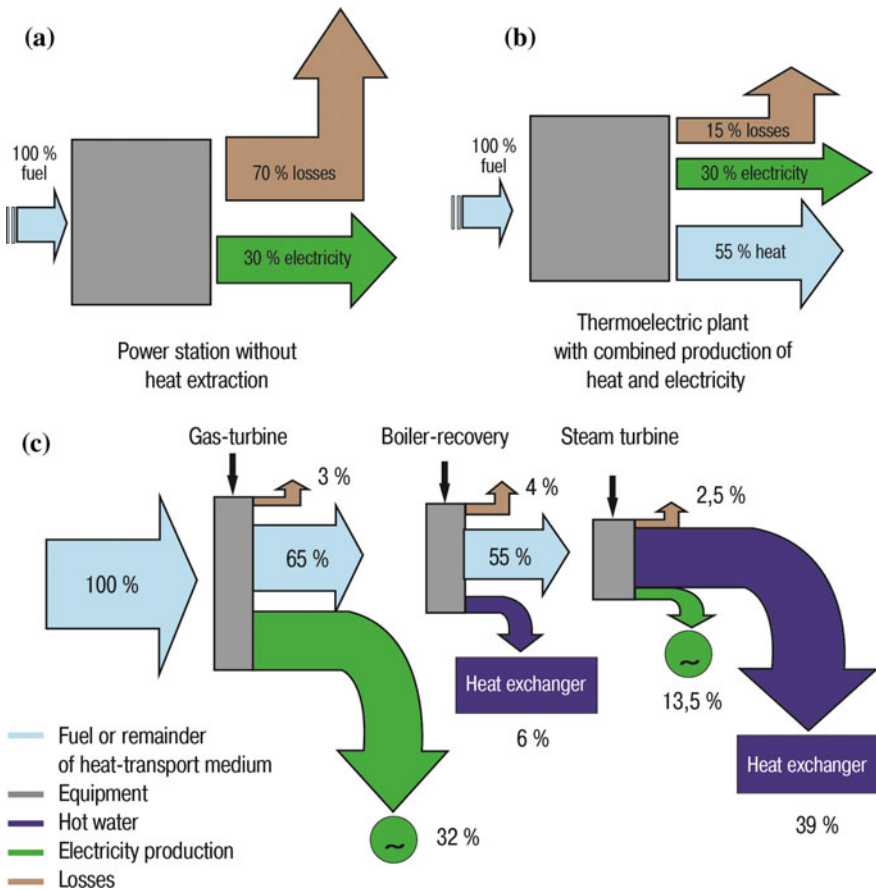 (a)
100 %
fuel
70 % losses
30 % electricity
Power station without
heat extraction
(b)
100 %
fuel
15 % losses
30 % electricity
55 % heat
Thermoelectric plant
with combined production of
heat and electricity
(c)
Gas-turbine
Boiler-recovery
Steam turbine
3 %
4 %
2,5 %
100 %
65 %
55 %
~
13,5 %
Heat exchanger
6 %
Heat exchanger
39 %
~
32 %
Fuel or remainder
of heat-transport medium
Equipment
Hot water
Electricity production
Losses